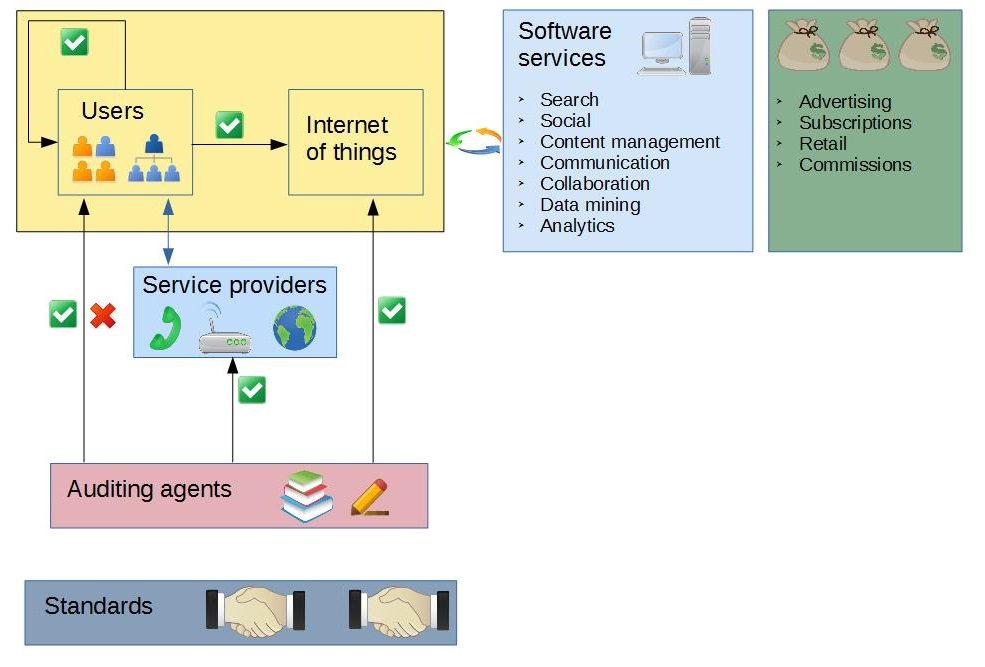 Users
Internet
of things
Software
services
Search
Social
Content management
Communication
Collaboration
Data mining
Analytics
Advertising
Subscriptions
Retail
Commissions
Service providers
Auditing agents
Standards